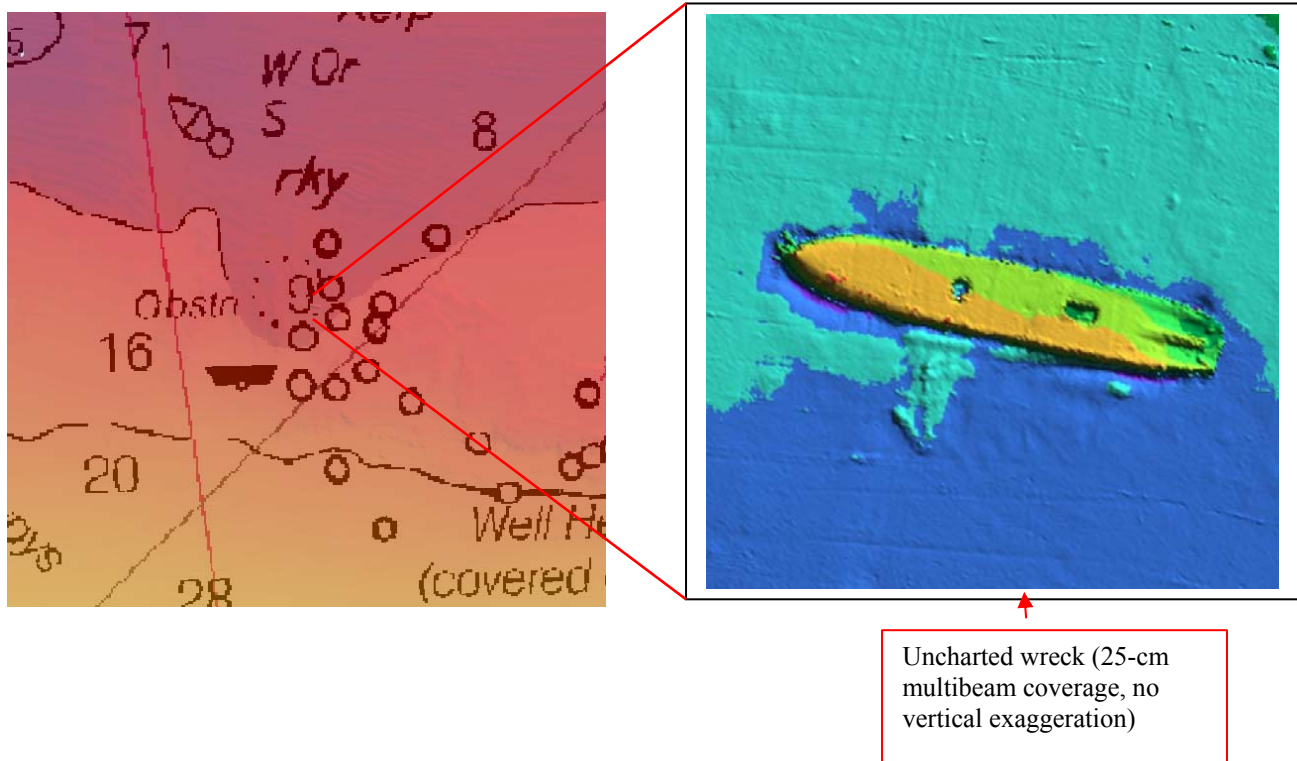 7
1
W Or
S
8
rky
Obstn
16
20
28
Well H
(covered
Uncharted wreck (25-cm
multibeam coverage, no
vertical exaggeration)